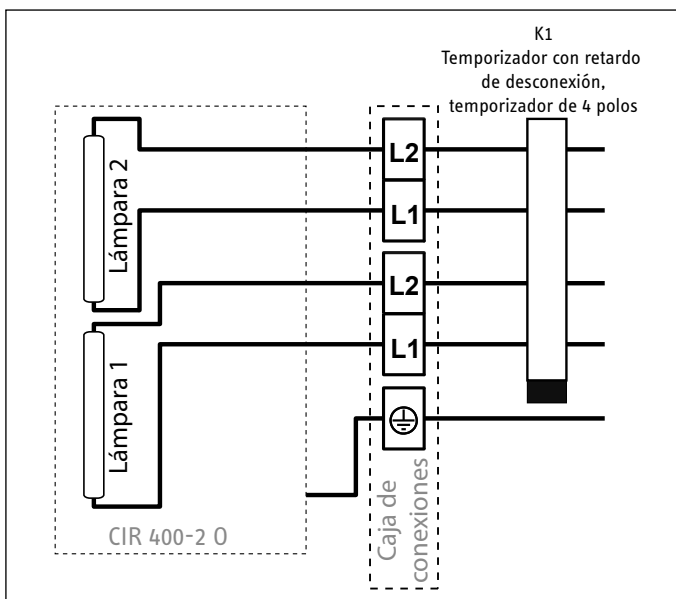 K1
Temporizador con retardo
de desconexión,
temporizador de 4 polos
Lámpara 2
L2
L1
Lámpara 1
L2
L1
CIR 400-2 O
Caja de
conexiones